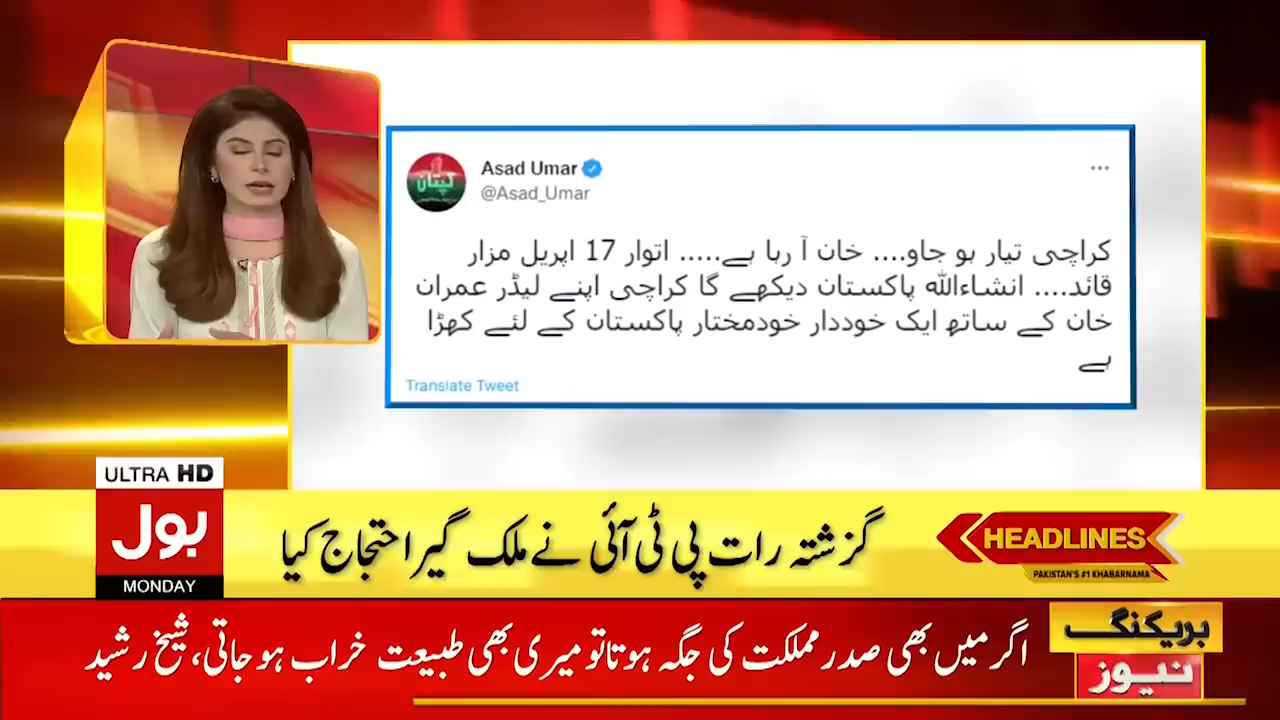 Asad Umar
@Asad_Umar
کپتان
کراچی تیار ہو جاو.... خان آ رہا ہے..... اتوار 17 اپریل مزار
قائد.... انشاءاللہ پاکستان دیکھے گا کراچی اپنے لیڈر عمران
خان کے ساتھ ایک خوددار خودمختار پاکستان کے لئے کھڑا
ہے
Translate Tweet
ULTRA HD
بول
MONDAY
گزشتہ رات پی ٹی آئی نے ملک گیر احتجاج کیا
HEADLINES
PAKISTAN'S #1 KHABARNAMA
بریکنگ
نیوز
اگر میں بھی صدر مملکت کی جگہ ہوتا تو میری بھی طبیعت خراب ہو جاتی، شیخ رشید